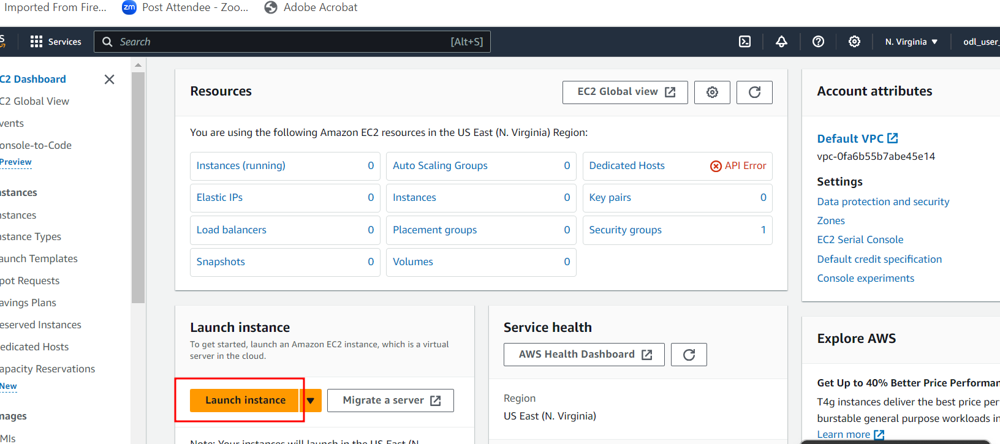 Imported From Fire... Post Attendee - Zoo... Adobe Acrobat
zm
Services Search [Alt+S] N. Virginia odl_user_
C2 Dashboard
C2 Global View
vents
onsole-to-Code
Preview
nstances
nstances
nstance Types
aunch Templates
pot Requests
avings Plans
eserved Instances
edicated Hosts
apacity Reservations
New
mages
MIs
Resources
EC2 Global view
You are using the following Amazon EC2 resources in the US East (N. Virginia) Region:
Instances (running) 0 Auto Scaling Groups 0 Dedicated Hosts API Error
Elastic IPs 0 Instances 0 Key pairs 0
Load balancers 0 Placement groups 0 Security groups 1
Snapshots 0 Volumes 0
Launch instance
To get started, launch an Amazon EC2 instance, which is a virtual
server in the cloud.
Launch instance Migrate a server
Note: Your instances will launch in the US East (N.
Service health
AWS Health Dashboard
Region
US East (N. Virginia)
Account attributes
Default VPC
vpc-0fa6b55b7abe45e14
Settings
Data protection and security
Zones
EC2 Serial Console
Default credit specification
Console experiments
Explore AWS
Get Up to 40% Better Price Performan
T4g instances deliver the best price per
burstable general purpose workloads in
Learn more